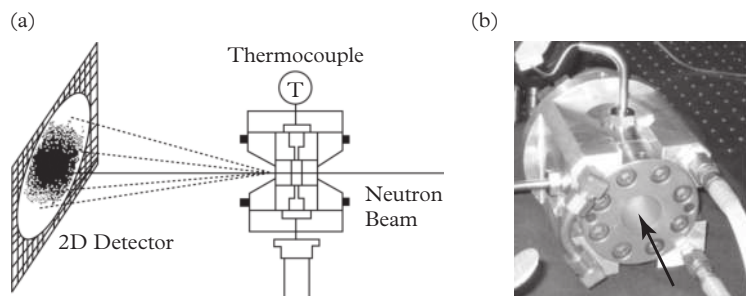 (a)
Thermocouple
T
Neutron
Beam
2D Detector
(b)